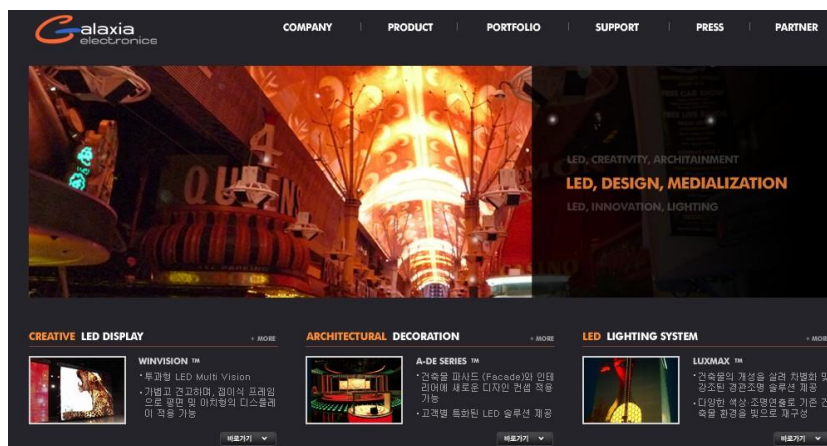 Galaxia
electronics
COMPANY | PRODUCT | PORTFOLIO | SUPPORT | PRESS | PARTNER
4
QUEENS
LED, CREATIVITY, ARCHITAINMENT
LED, DESIGN, MEDIALIZATION
LED, INNOVATION, LIGHTING
CREATIVE LED DISPLAY
+ MORE
WINVISION ™
• 투과형 LED Multi Vision
• 가볍고 견고하며, 접이식 프레임
으로 평면 및 아치형의 디스플레
이 적용 가능
바로가기
ARCHITECTURAL DECORATION
+ MORE
A-DE SERIES ™
• 건축물 파사드 (Facade)와 인테
리어에 새로운 디자인 컨셉 적용
가능
• 고객별 특화된 LED 솔루션 제공
바로가기
LED LIGHTING SYSTEM
+ MORE
LUXMAX ™
• 건축물의 개성을 살려 차별화 및
강조된 경관조명 솔루션 제공
• 다양한 색상 조명연출로 기존 건
축물 환경을 빛으로 재구성
바로가기